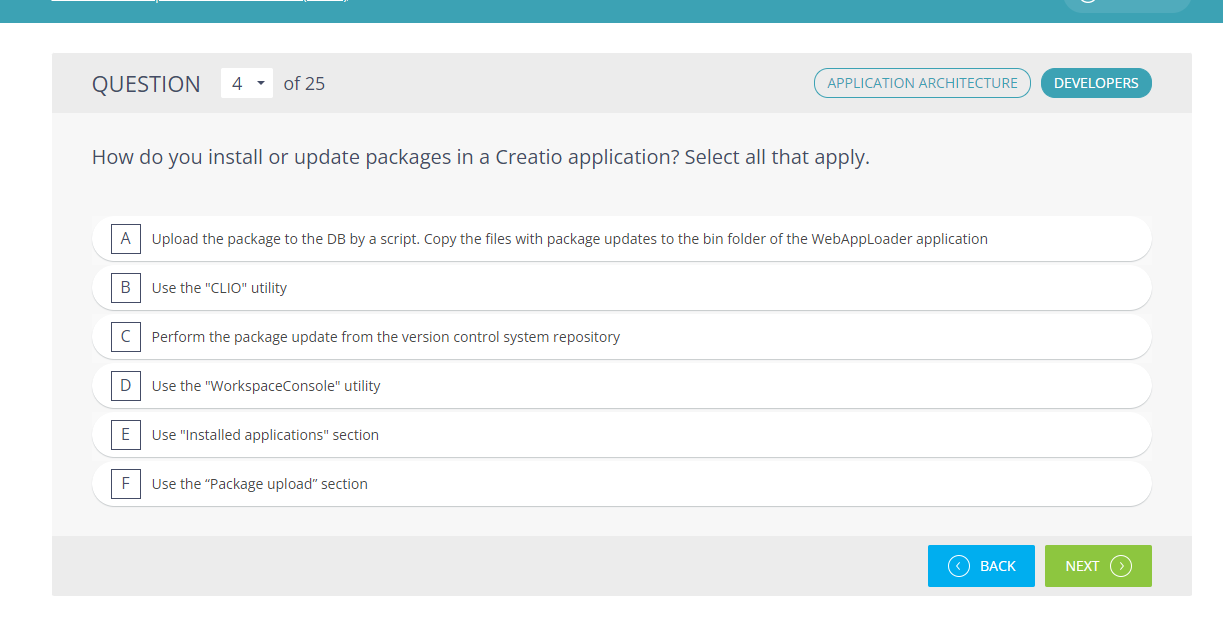 QUESTION 4 of 25
APPLICATION ARCHITECTURE
DEVELOPERS
How do you install or update packages in a Creatio application? Select all that apply.
A Upload the package to the DB by a script. Copy the files with package updates to the bin folder of the WebAppLoader application
B Use the "CLIO" utility
C Perform the package update from the version control system repository
D Use the "WorkspaceConsole" utility
E Use "Installed applications" section
F Use the “Package upload” section
BACK
NEXT